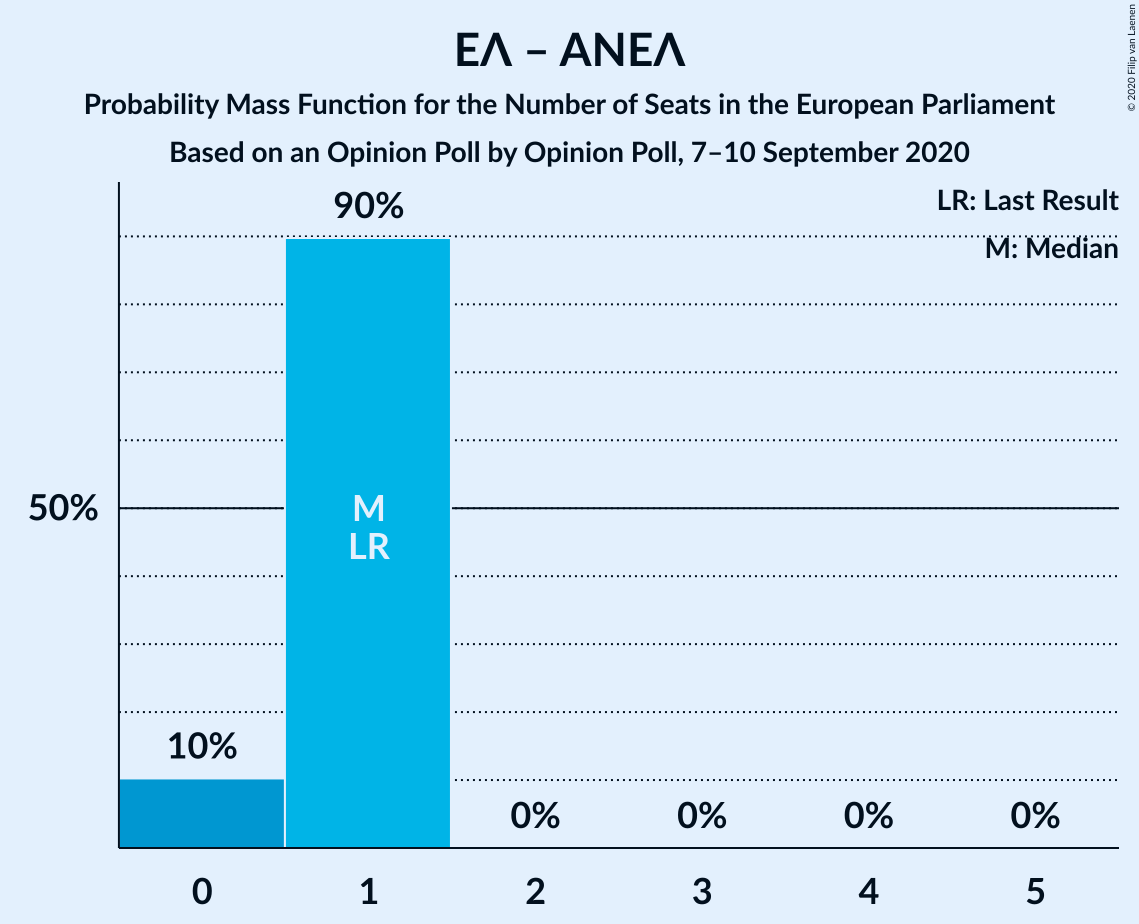 ΕΛ – ΑΝΕΛ
Probability Mass Function for the Number of Seats in the European Parliament
Based on an Opinion Poll by Opinion Poll, 7–10 September 2020
© 2020 Filip van Laenen
LR: Last Result
M: Median
90%
50%
M
LR
10%
0%
0%
0%
0%
0
1
2
3
4
5